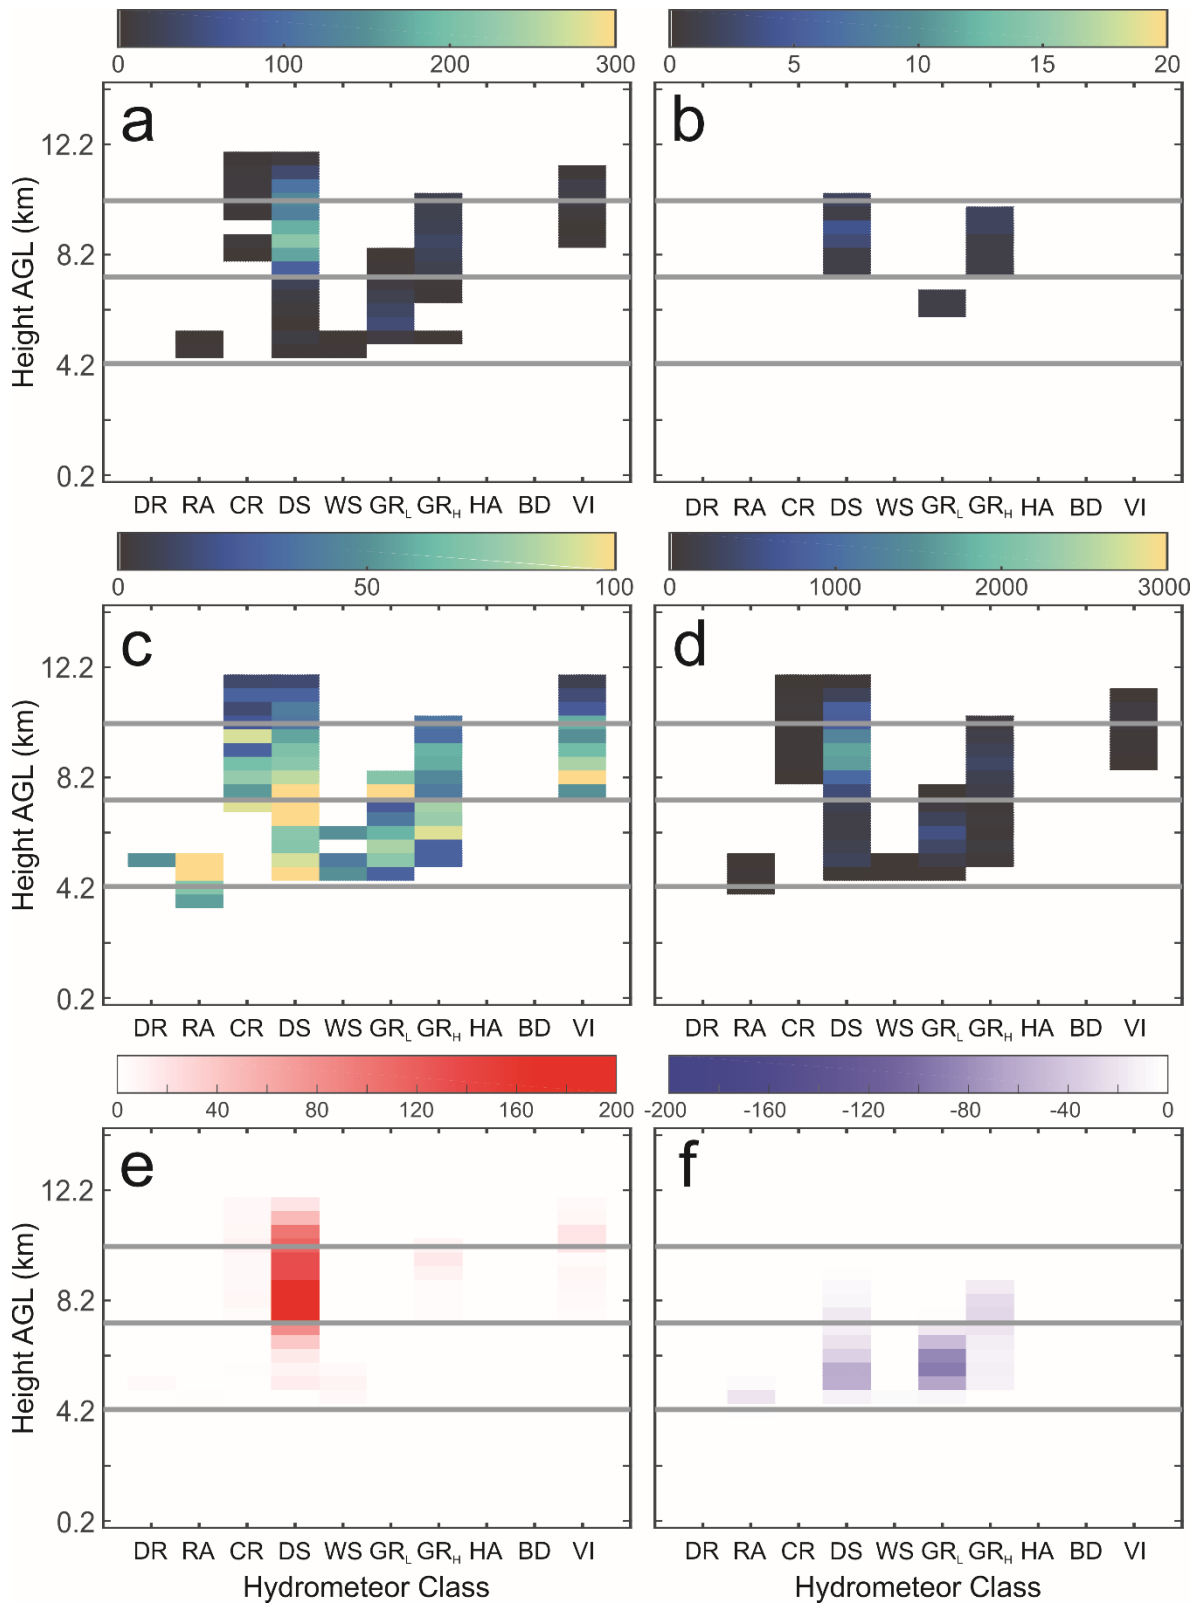 0 100 200 300
0 5 10 15 20
a
b
Height AGL (km)
12.2
8.2
4.2
0.2
DR RA CR DS WS GRL GRH HA BD VI
DR RA CR DS WS GRL GRH HA BD VI
0 50 100
0 1000 2000 3000
c
d
Height AGL (km)
12.2
8.2
4.2
0.2
DR RA CR DS WS GRL GRH HA BD VI
DR RA CR DS WS GRL GRH HA BD VI
0 40 80 120 160 200
-200 -160 -120 -80 -40 0
e
f
Height AGL (km)
12.2
8.2
4.2
0.2
DR RA CR DS WS GRL GRH HA BD VI
DR RA CR DS WS GRL GRH HA BD VI
Hydrometeor Class
Hydrometeor Class